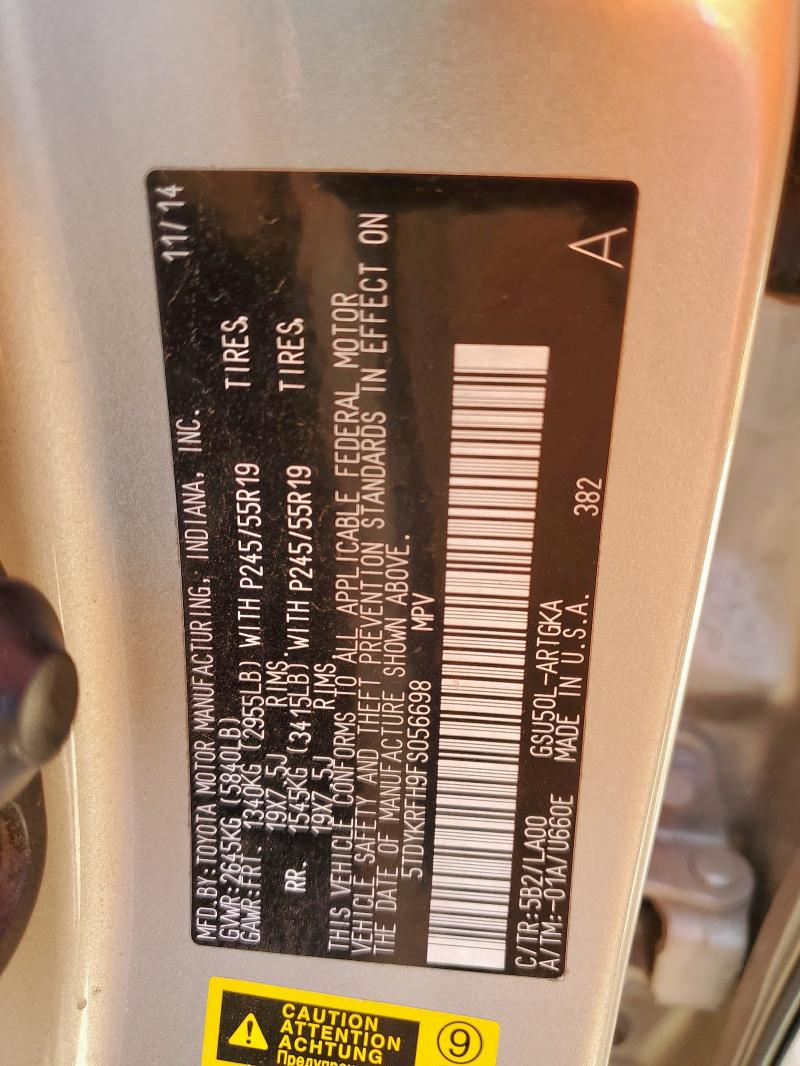 MFD.BY:TOYOTA MOTOR MANUFACTURING, INDIANA, INC. 11/14
GVWR:2645KG (5840LB)
GAWR:FRT. 1340KG (2955LB) WITH P245/55R19 TIRES,
19X7.5J RIMS,
RR. 1545KG (3415LB) WITH P245/55R19 TIRES,
19X7.5J RIMS
THIS VEHICLE CONFORMS TO ALL APPLICABLE FEDERAL MOTOR
VEHICLE SAFETY AND THEFT PREVENTION STANDARDS IN EFFECT ON
THE DATE OF MANUFACTURE SHOWN ABOVE.
5TDYKRFH9FS056698 MPV
C/TR:5B2/LA00 GSU50L-ARTGKA
A/TM:-01A/U660E MADE IN U.S.A. 382 A
CAUTION
ATTENTION
ACHTUNG
9